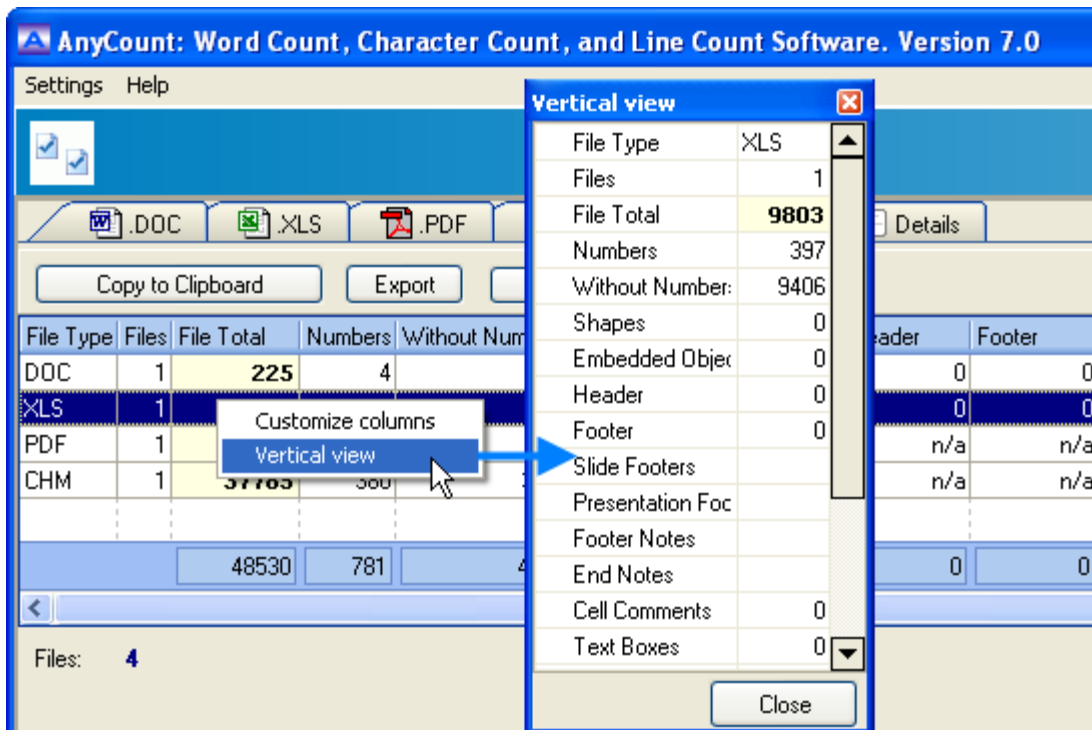 AnyCount: Word Count, Character Count, and Line Count Software. Version 7.0
Settings Help
.DOC .XLS .PDF Details
Copy to Clipboard Export
File Type Files File Total Numbers Without Num eader Footer
DOC 1 225 4 0 0
XLS 1 0 0
PDF 1 n/a n/a
CHM 1 n/a n/a
48530 781 4 0 0
Files: 4
Customize columns
Vertical view
Vertical view
File Type XLS
Files 1
File Total 9803
Numbers 397
Without Number
Shapes 0
Embedded Objec 0
Header 0
Footer 0
Slide Footers
Presentation Foo
Footer Notes
End Notes
Cell Comments 0
Text Boxes 0
Close